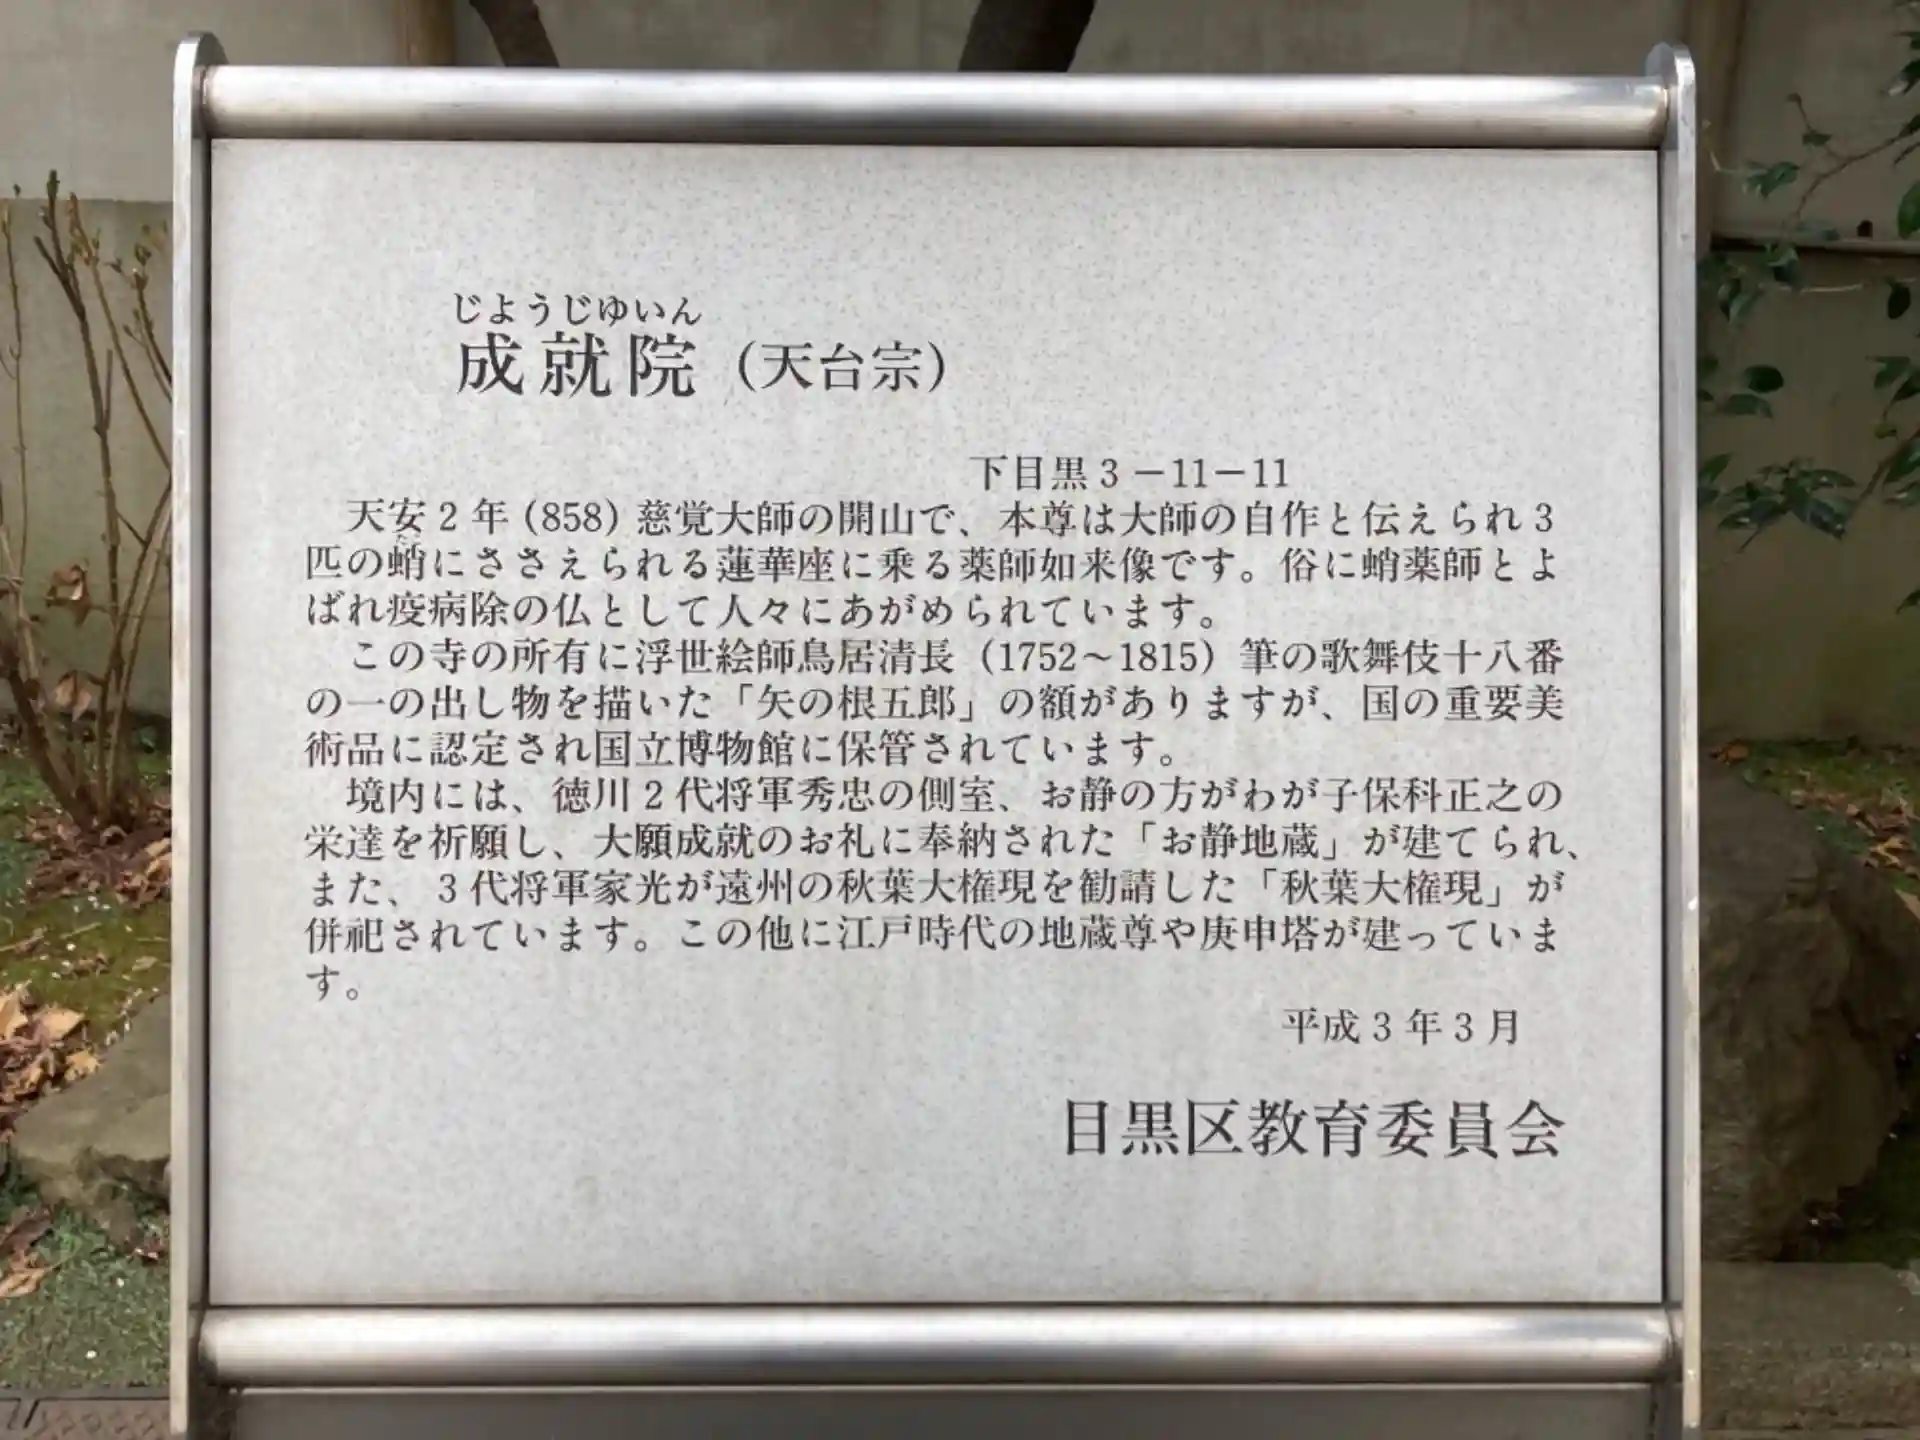 じようじゆいん
成就院（天台宗）
下目黒3－11－11
天安2年(858)慈覚大師の開山で、本尊は大師の自作と伝えられ3
たこ
匹の蛸にささえられる蓮華座に乗る薬師如来像です。俗に蛸薬師とよ
ばれ疫病除の仏として人々にあがめられています。
この寺の所有に浮世絵師鳥居清長（1752～1815）筆の歌舞伎十八番
の一の出し物を描いた「矢の根五郎」の額がありますが、国の重要美
術品に認定され国立博物館に保管されています。
境内には、徳川2代将軍秀忠の側室、お静の方がわが子保科正之の
栄達を祈願し、大願成就のお礼に奉納された「お静地蔵」が建てられ、
また、3代将軍家光が遠州の秋葉大権現を勧請した「秋葉大権現」が
併祀されています。この他に江戸時代の地蔵尊や庚申塔が建っていま
す。
平成3年3月
目黒区教育委員会